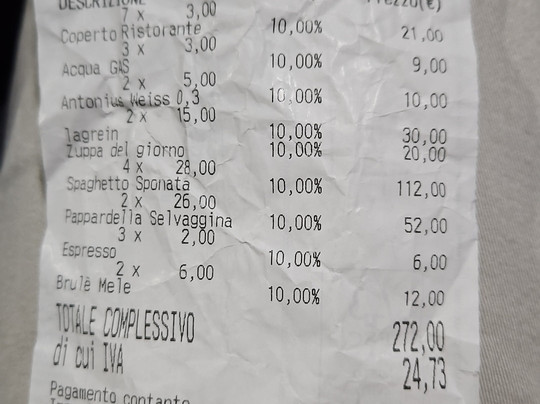 DESCRIZIONE Prezzo(€)
7 x 3,00
Coperto Ristorante 10,00% 21,00
3 x 3,00
Acqua GAS 10,00% 9,00
2 x 5,00
Antonius Weiss 0,3 10,00% 10,00
2 x 15,00
lagrein 10,00% 30,00
Zuppa del giorno 10,00% 20,00
4 x 28,00
Spaghetto Sponata 10,00% 112,00
2 x 26,00
Pappardella Selvaggina 10,00% 52,00
3 x 2,00
Espresso 10,00% 6,00
2 x 6,00
Brulè Mele 10,00% 12,00
TOTALE COMPLESSIVO 272,00
di cui IVA 24,73
Pagamento contante